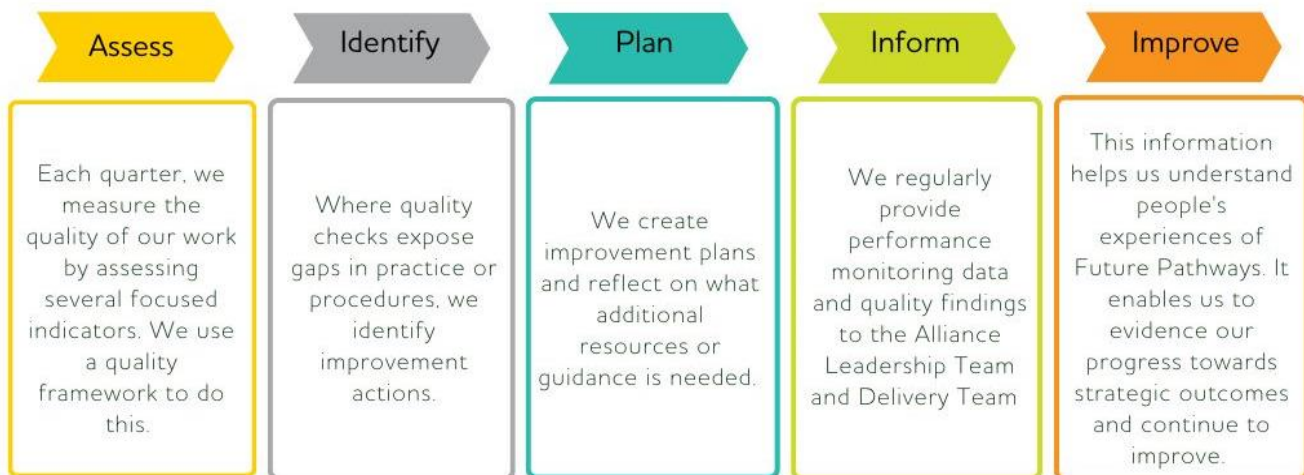 Assess
Identify
Plan
Inform
Improve
Each quarter, we
measure the
quality of our work
by assessing
several focused
indicators. We use
a quality
framework to do
this.
Where quality
checks expose
gaps in practice or
procedures, we
identify
improvement
actions.
We create
improvement plans
and reflect on what
additional
resources or
guidance is needed.
We regularly
provide
performance
monitoring data
and quality findings
to the Alliance
Leadership Team
and Delivery Team
This information
helps us understand
people's
experiences of
Future Pathways. It
enables us to
evidence our
progress towards
strategic outcomes
and continue to
improve.